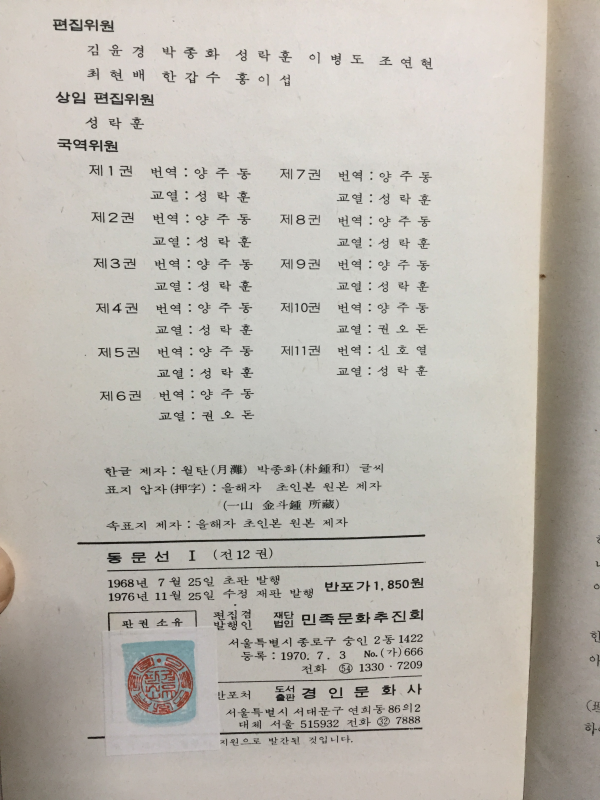 편집위원
김윤경 박종화 성락훈 이병도 조연현
최현배 한갑수 홍이섭
상임 편집위원
성락훈
국역위원
제1권 번역 : 양주동
교열 : 성락훈
제2권 번역 : 양주동
교열 : 성락훈
제3권 번역 : 양주동
교열 : 성락훈
제4권 번역 : 양주동
교열 : 성락훈
제5권 번역 : 양주동
교열 : 성락훈
제6권 번역 : 양주동
교열 : 권오돈
제7권 번역 : 양주동
교열 : 성락훈
제8권 번역 : 양주동
교열 : 성락훈
제9권 번역 : 양주동
교열 : 성락훈
제10권 번역 : 양주동
교열 : 권오돈
제11권 번역 : 신호열
교열 : 성락훈
한글 제자 : 월탄(月灘) 박종화(朴鍾和) 글씨
표지 압자(押字) : 을해자 초인본 원본 제자
(一山 金斗鍾 所藏)
속표지 제자 : 을해자 초인본 원본 제자
동문선 Ⅰ (전12권)
1968년 7월 25일 초판 발행
1976년 11월 25일 수정 재판 발행
반포가 1,850원
판권 소유
편집겸 발행인 재단법인 민족문화추진회
서울특별시 종로구 숭인 2동 1422
등록 : 1970. 7. 3 No. (가) 666
전화 54 1330 · 7209
반포처 도서출판 경인문화사
서울특별시 서대문구 연희동 86의 2
대체 서울 515932 전화 32 7888
지원으로 발간된 것입니다.